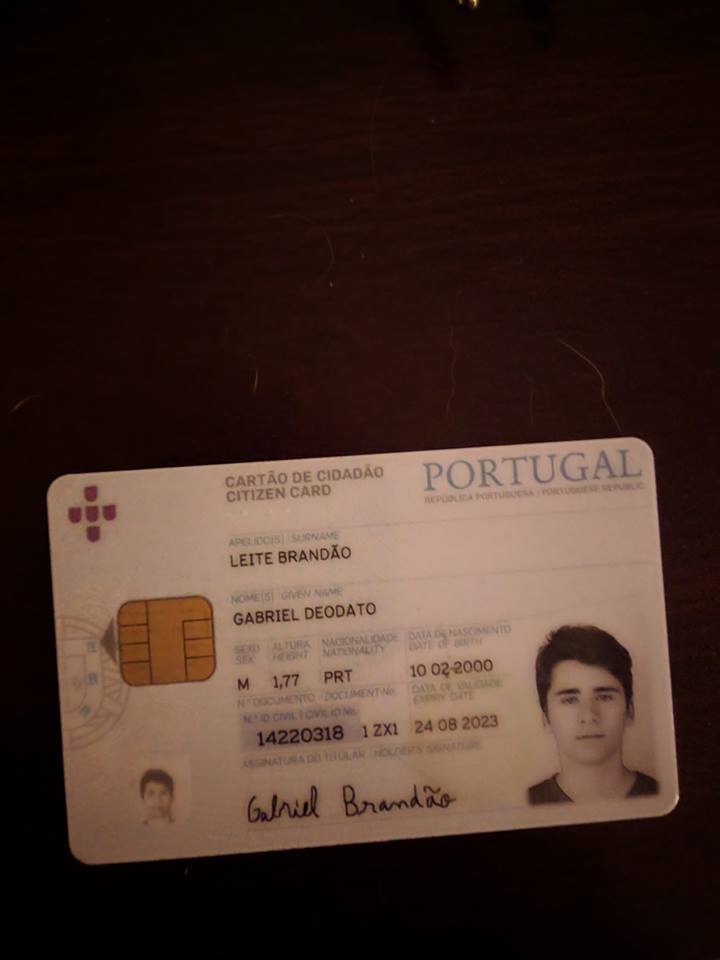 CARTÃO DE CIDADÃO
CITIZEN CARD
PORTUGAL
REPÚBLICA PORTUGUESA | PORTUGUESE REPUBLIC
APELIDO[S] | SURNAME
LEITE BRANDÃO
NOME[S] | GIVEN NAME
GABRIEL DEODATO
SEXO ALTURA NACIONALIDADE DATA DE NASCIMENTO
SEX HEIGHT NATIONALITY DATE OF BIRTH
M 1,77 PRT 10 02 2000
N.º DOCUMENTO | DOCUMENT No. DATA DE VALIDADE
N.º ID CIVIL | CIVIL ID No. EXPIRY DATE
14220318 1 ZX1 24 08 2023
ASSINATURA DO TITULAR | HOLDER'S SIGNATURE
Gabriel Brandão